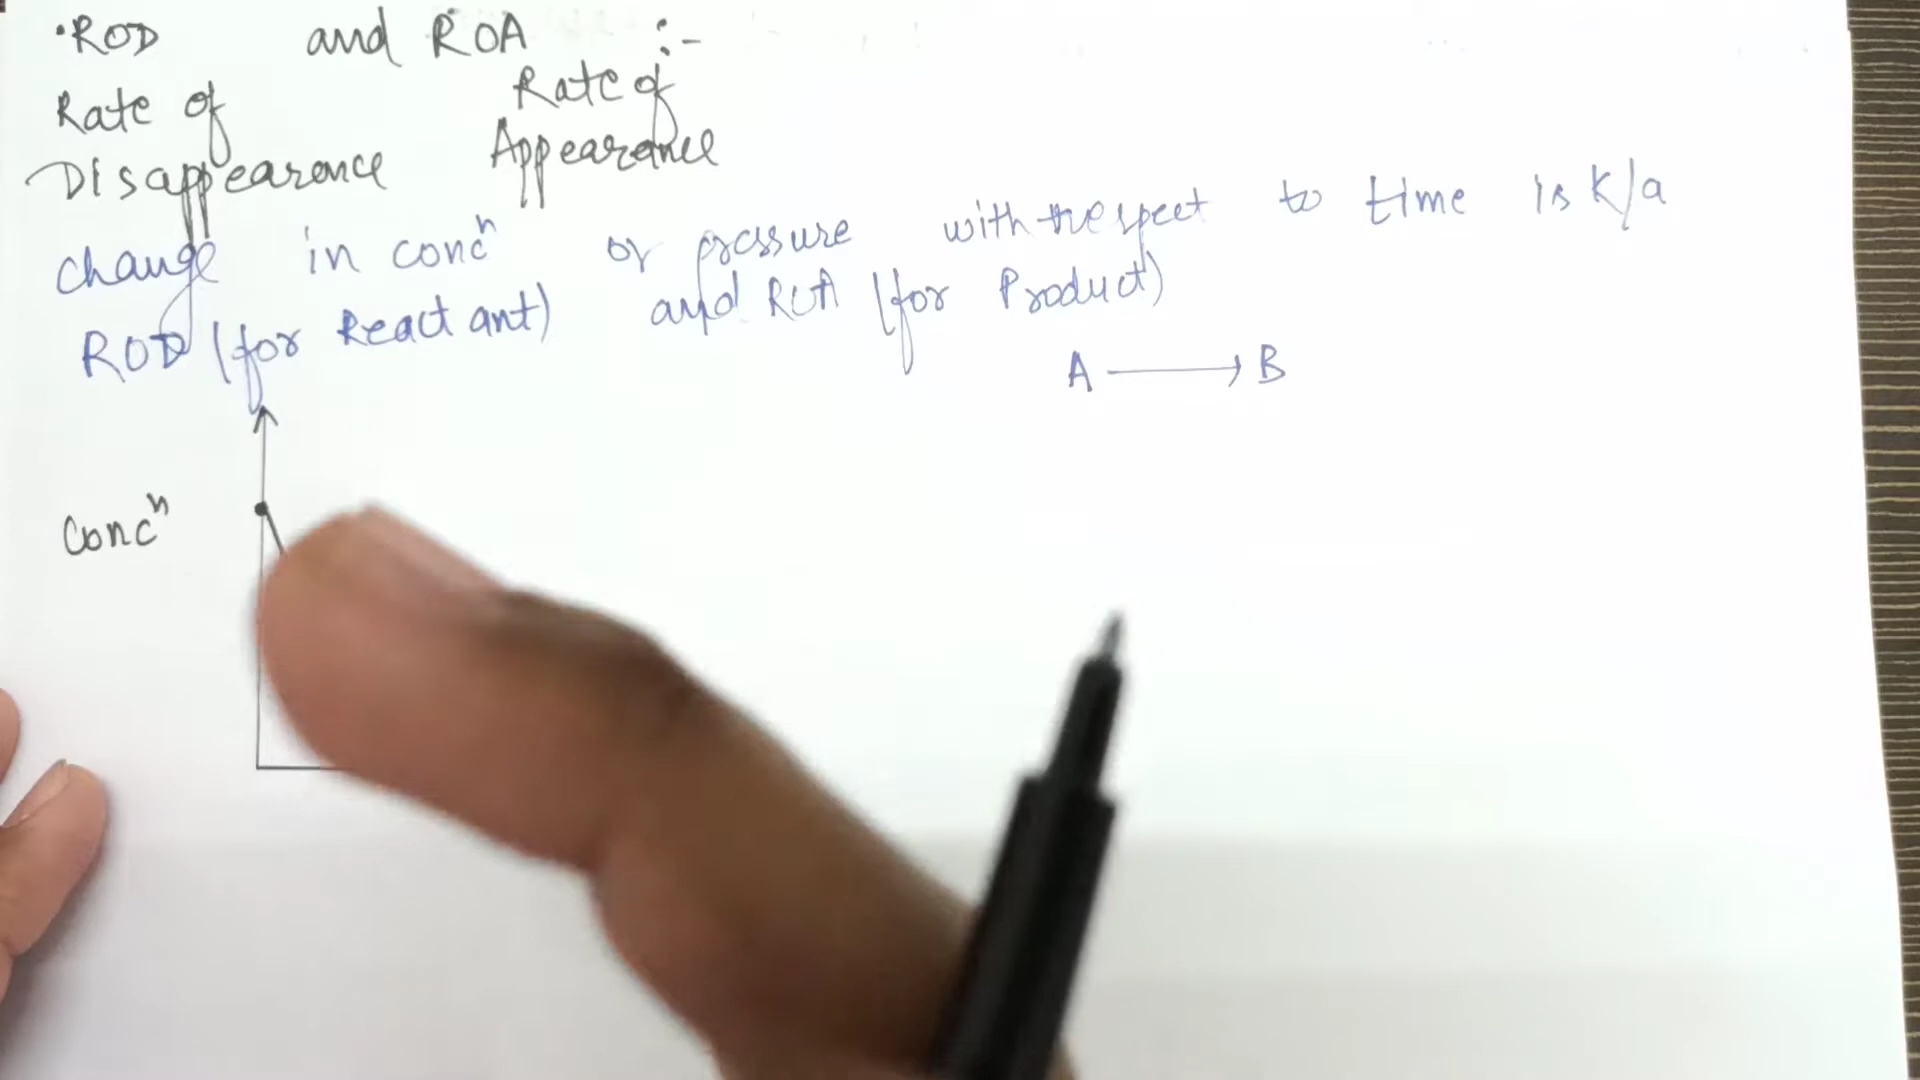 ·ROD and ROA :-
Rate of Rate of
Disappearence Appearance
change in concⁿ or pressure with respect to time is K/a
ROD (for Reactant) and ROA (for Product)
A ⟶ B
Concⁿ